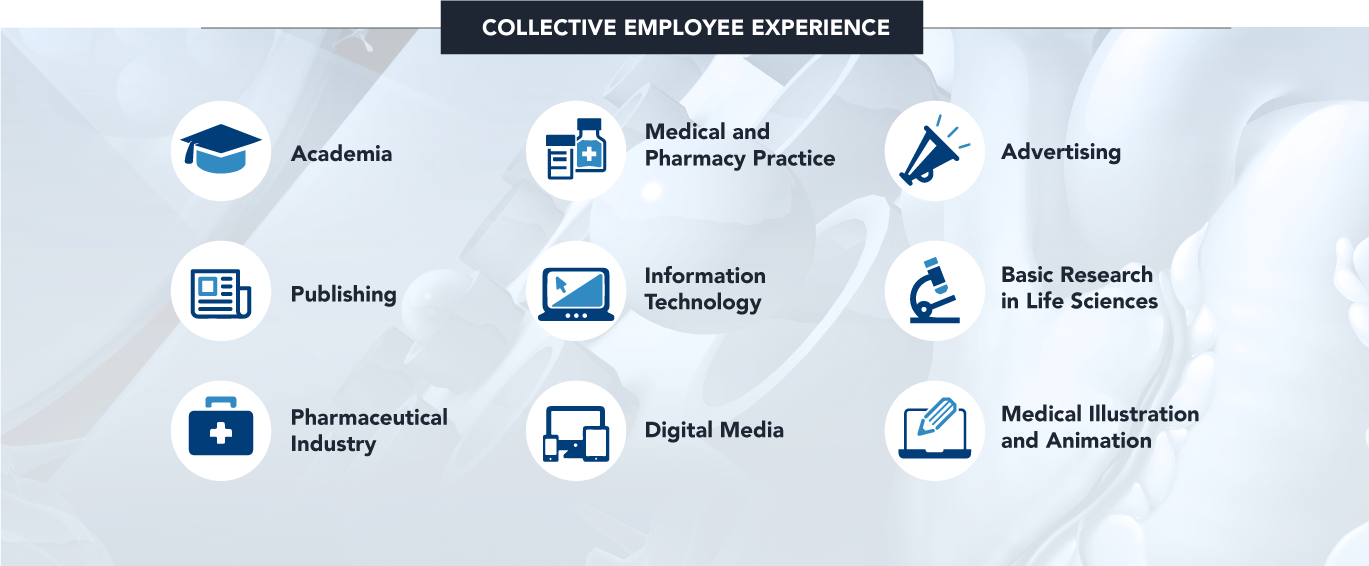 COLLECTIVE EMPLOYEE EXPERIENCE
Academia
Medical and
Pharmacy Practice
Advertising
Publishing
Information
Technology
Basic Research
in Life Sciences
Pharmaceutical
Industry
Digital Media
Medical Illustration
and Animation